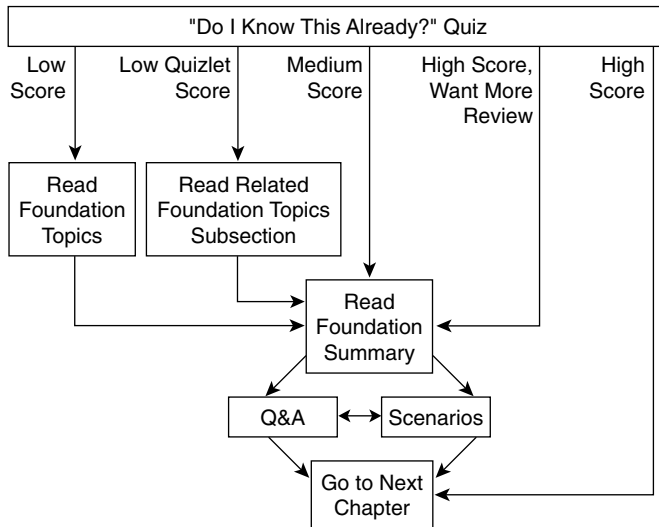 "Do I Know This Already?" Quiz
Low
Score
Low Quizlet
Score
Medium
Score
High Score,
Want More
Review
High
Score
Read
Foundation
Topics
Read Related
Foundation Topics
Subsection
Read
Foundation
Summary
Q&A
Scenarios
Go to Next
Chapter